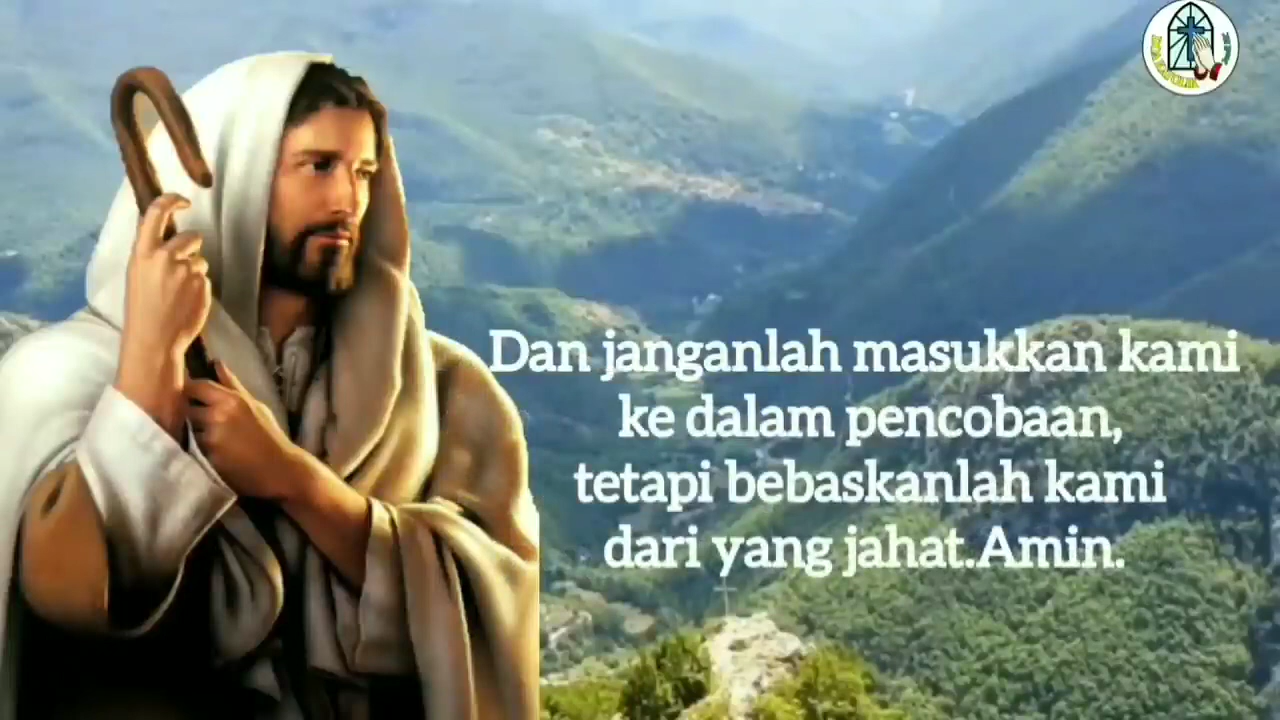 Dan janganlah masukkan kami
ke dalam pencobaan,
tetapi bebaskanlah kami
dari yang jahat.Amin.